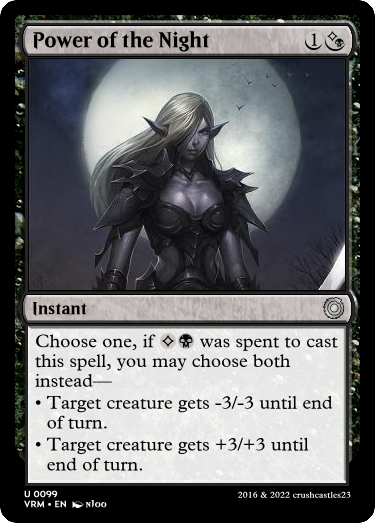 Power of the Night 1
Instant
Choose one, if was spent to cast
this spell, you may choose both
instead—
• Target creature gets -3/-3 until end
of turn.
• Target creature gets +3/+3 until
end of turn.
U 0099
VRM • EN NJoo
2016 & 2022 crushcastles23